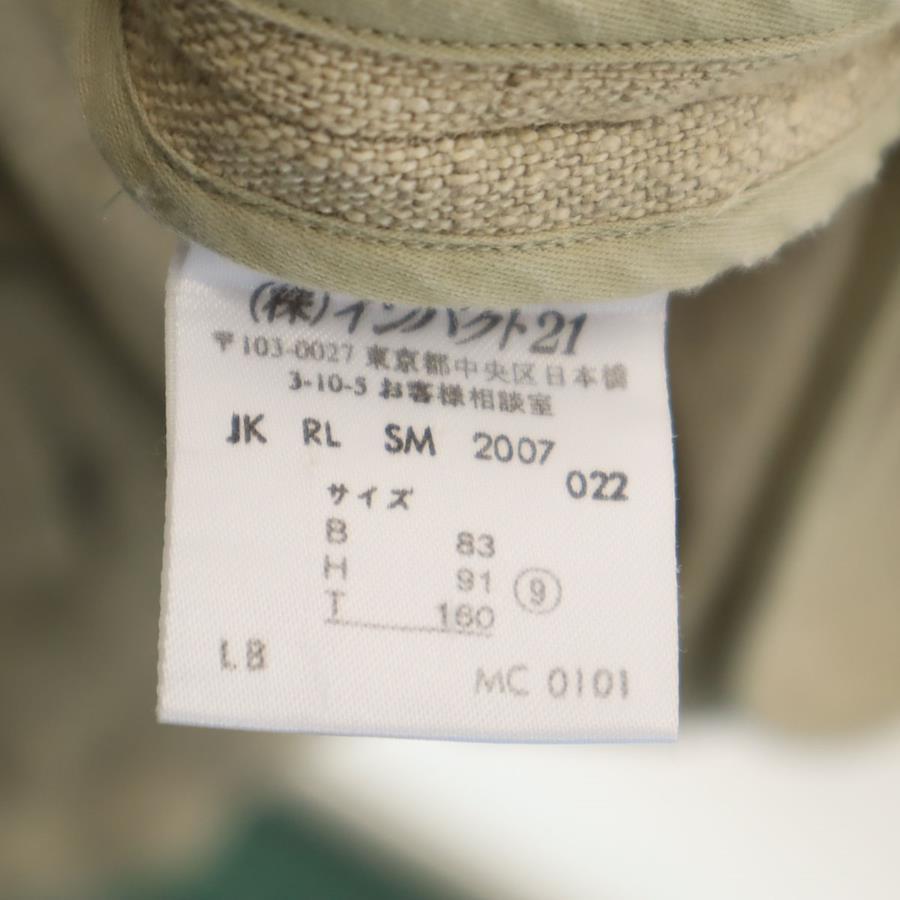 (株)インパクト21
〒103-0027 東京都中央区日本橋
3-10-5 お客様相談室
JK RL SM 2007
022
サイズ
B 83
H 91 ⑨
T 160
LB
MC 0101